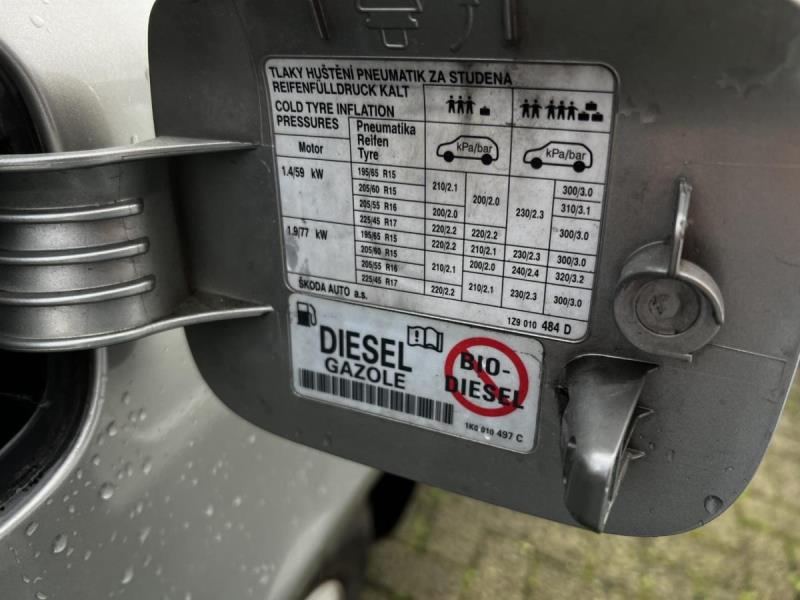 TLAKY HUŠTĚNÍ PNEUMATIK ZA STUDENA
REIFENFÜLLDRUCK KALT
COLD TYRE INFLATION
PRESSURES
Motor
Pneumatika
Reifen
Tyre
kPa/bar
kPa/bar
1.4/59 kW
195/65 R15
205/60 R15
205/55 R16
225/45 R17
210/2.1
200/2.0
220/2.2
200/2.0
220/2.2
230/2.3
300/3.0
310/3.1
300/3.0
1.9/77 kW
195/65 R15
205/60 R15
205/55 R16
225/45 R17
220/2.2
210/2.1
220/2.2
210/2.1
200/2.0
210/2.1
230/2.3
240/2.4
230/2.3
300/3.0
320/3.2
300/3.0
ŠKODA AUTO a.s.
1Z9 010 484 D
DIESEL
GAZOLE
BIO-
DIESEL
1K0 010 497 C